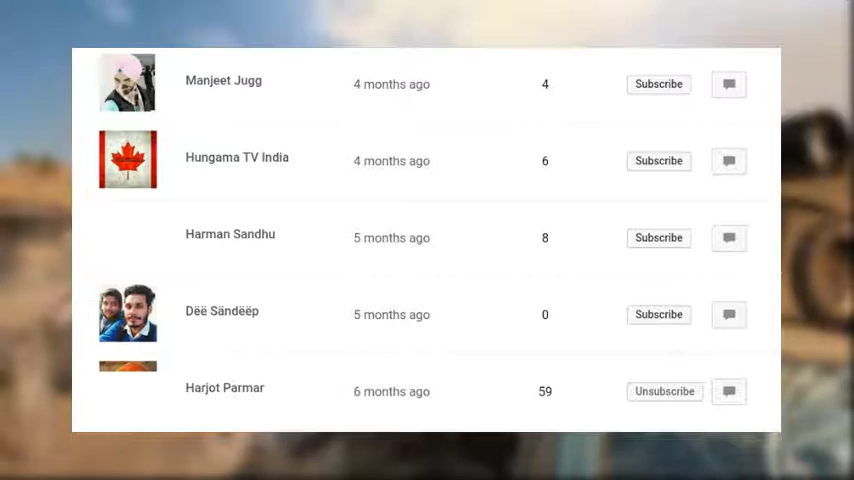 Manjeet Jugg 4 months ago 4 Subscribe
Hungama TV India 4 months ago 6 Subscribe
Harman Sandhu 5 months ago 8 Subscribe
Dëë Sändëëp 5 months ago 0 Subscribe
Harjot Parmar 6 months ago 59 Unsubscribe